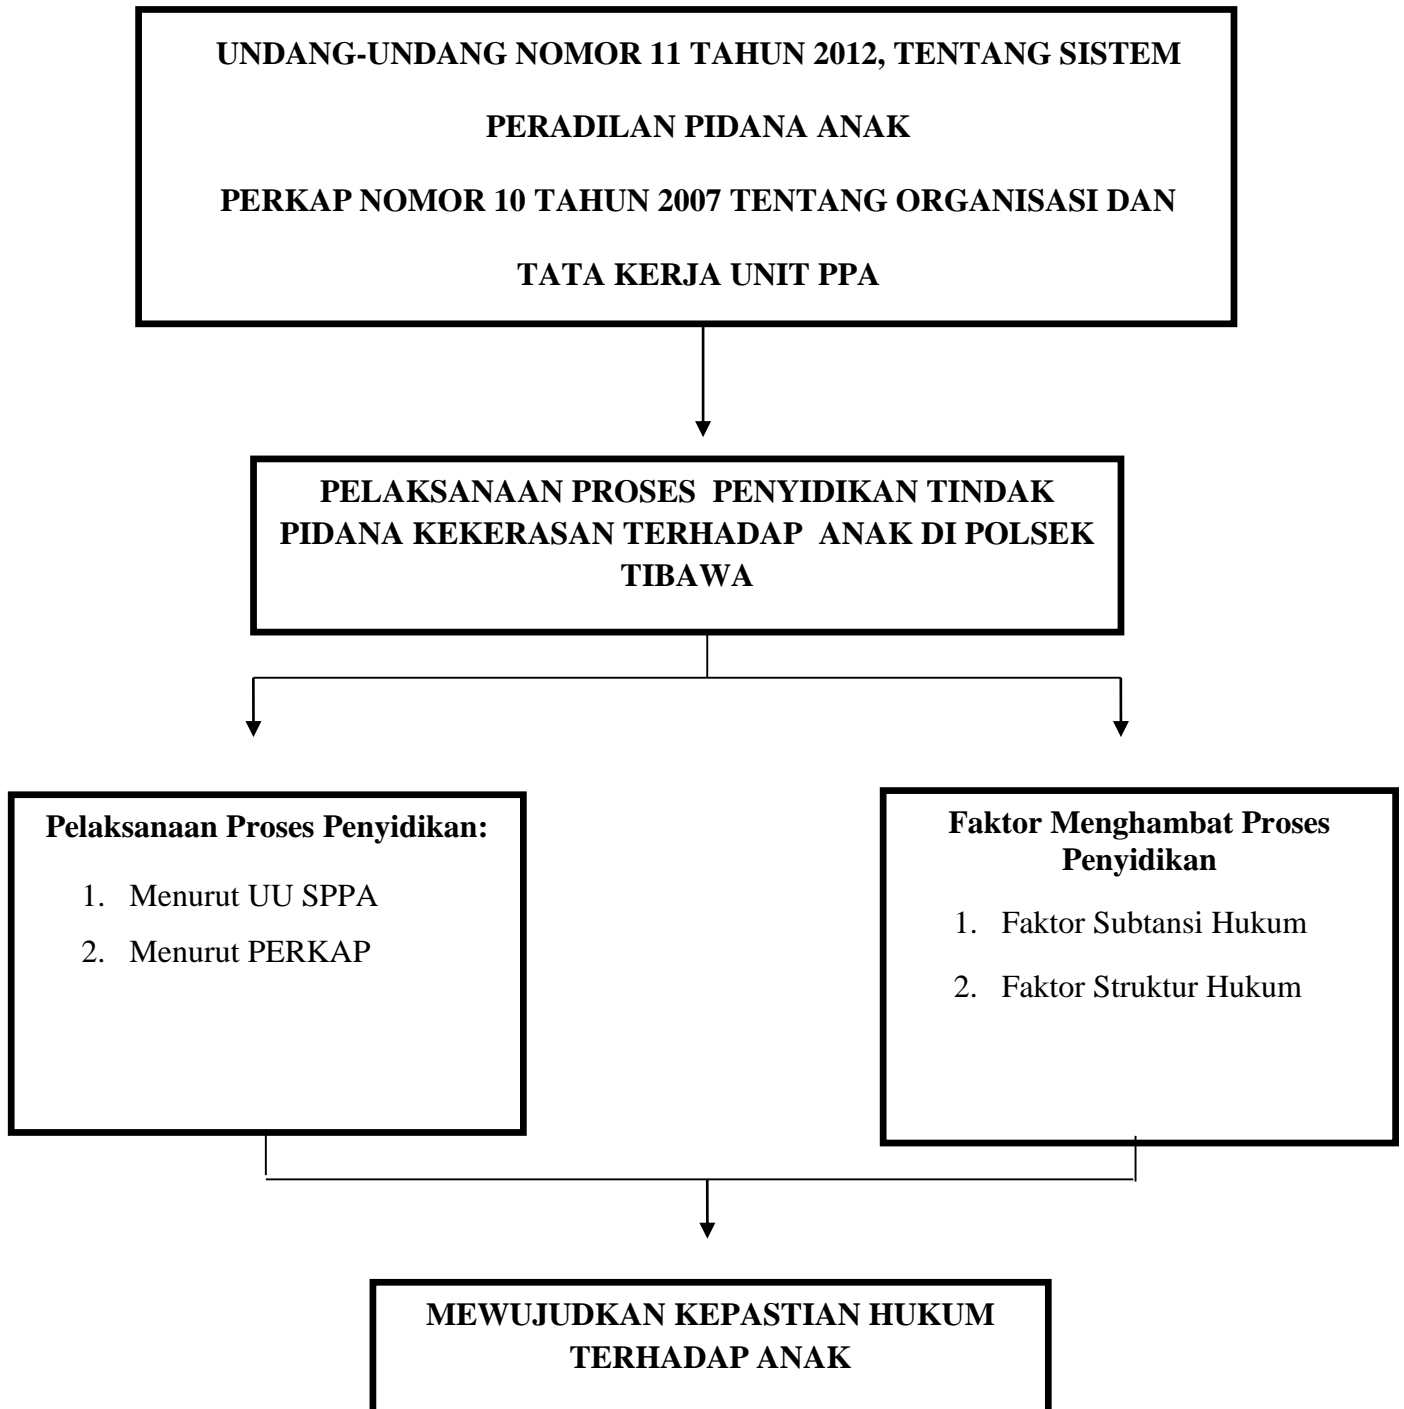 UNDANG-UNDANG NOMOR 11 TAHUN 2012, TENTANG SISTEM
PERADILAN PIDANA ANAK
PERKAP NOMOR 10 TAHUN 2007 TENTANG ORGANISASI DAN
TATA KERJA UNIT PPA
PELAKSANAAN PROSES PENYIDIKAN TINDAK
PIDANA KEKERASAN TERHADAP ANAK DI POLSEK
TIBAWA
Pelaksanaan Proses Penyidikan:
1. Menurut UU SPPA
2. Menurut PERKAP
Faktor Menghambat Proses
Penyidikan
1. Faktor Subtansi Hukum
2. Faktor Struktur Hukum
MEWUJUDKAN KEPASTIAN HUKUM
TERHADAP ANAK